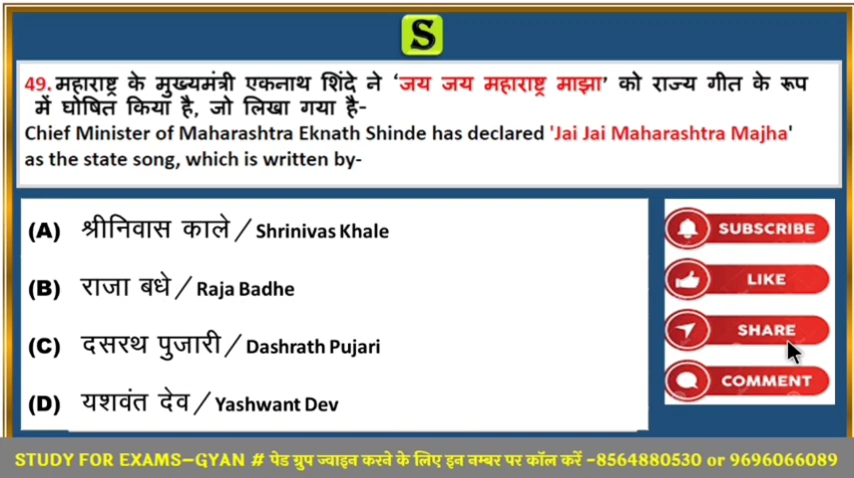 S
49. महाराष्ट्र के मुख्यमंत्री एकनाथ शिंदे ने ‘जय जय महाराष्ट्र माझा’ को राज्य गीत के रूप
में घोषित किया है, जो लिखा गया है-
Chief Minister of Maharashtra Eknath Shinde has declared 'Jai Jai Maharashtra Majha'
as the state song, which is written by-
(A) श्रीनिवास काले / Shrinivas Khale
(B) राजा बधे / Raja Badhe
(C) दसरथ पुजारी / Dashrath Pujari
(D) यशवंत देव / Yashwant Dev
SUBSCRIBE
LIKE
SHARE
COMMENT
STUDY FOR EXAMS–GYAN # पेड ग्रुप ज्वाइन करने के लिए इन नम्बर पर कॉल करें –8564880530 or 9696066089